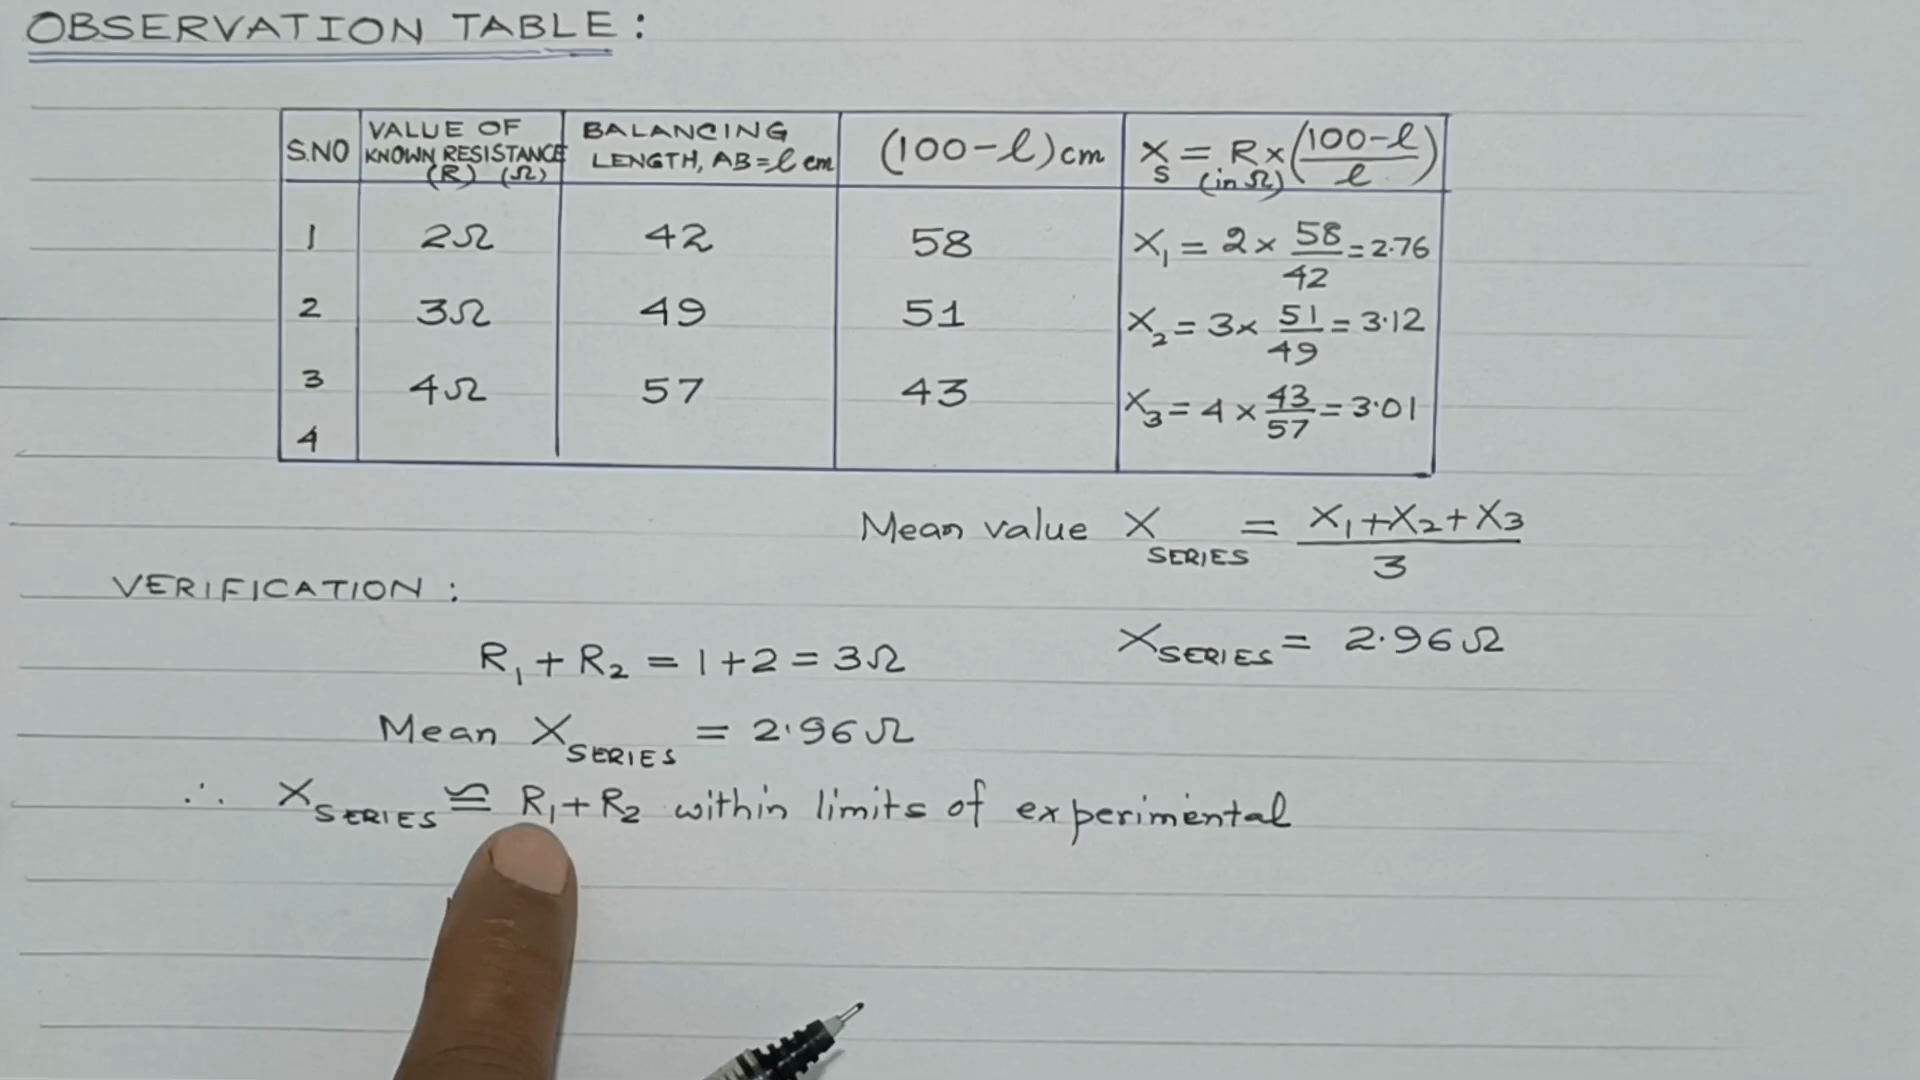 OBSERVATION TABLE :
S.NO | VALUE OF KNOWN RESISTANCE (R) (Ω) | BALANCING LENGTH, AB = l cm | (100-l) cm | X_S (in Ω) = R × (100-l / l)
1 | 2Ω | 42 | 58 | X₁ = 2 × 58/42 = 2.76
2 | 3Ω | 49 | 51 | X₂ = 3 × 51/49 = 3.12
3 | 4Ω | 57 | 43 | X₃ = 4 × 43/57 = 3.01
4
Mean value X SERIES = X₁+X₂+X₃ / 3
VERIFICATION :
X SERIES = 2.96Ω
R₁ + R₂ = 1+2 = 3Ω
Mean X SERIES = 2.96Ω
∴ X SERIES ≌ R₁+R₂ within limits of experimental